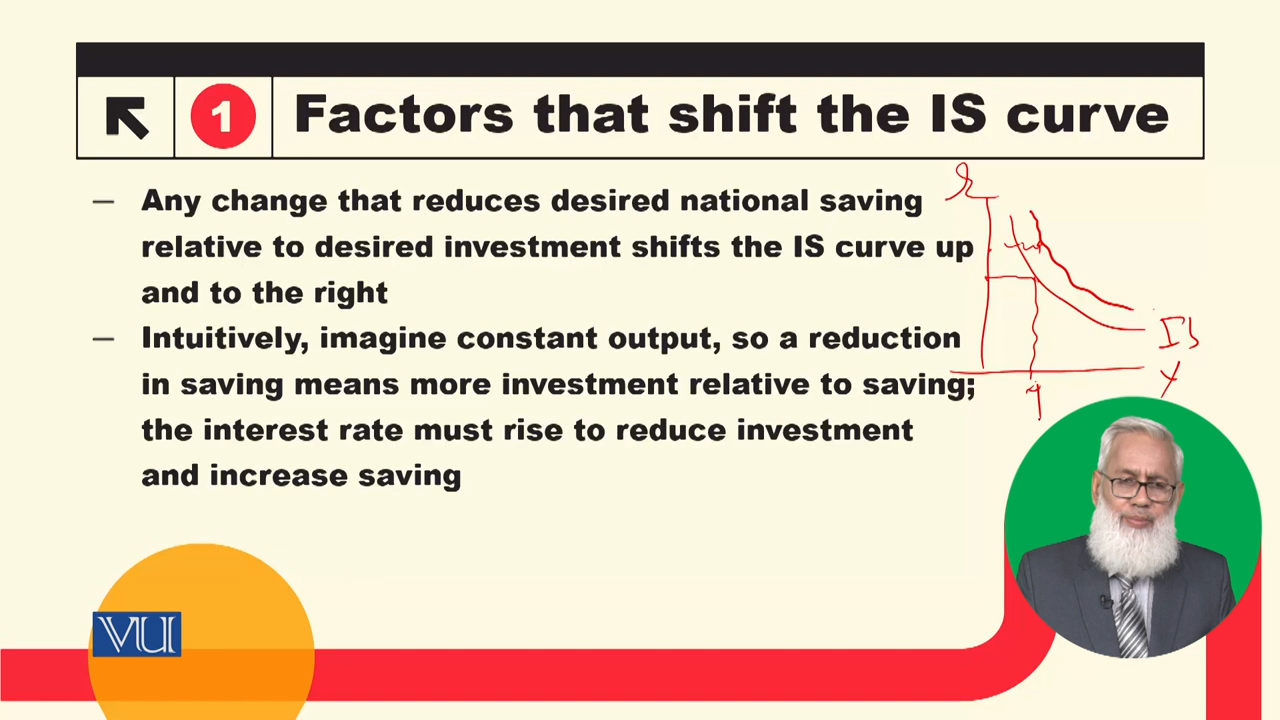 1 Factors that shift the IS curve
— Any change that reduces desired national saving
relative to desired investment shifts the IS curve up
and to the right
— Intuitively, imagine constant output, so a reduction
in saving means more investment relative to saving;
the interest rate must rise to reduce investment
and increase saving
r
IS
Y
VU